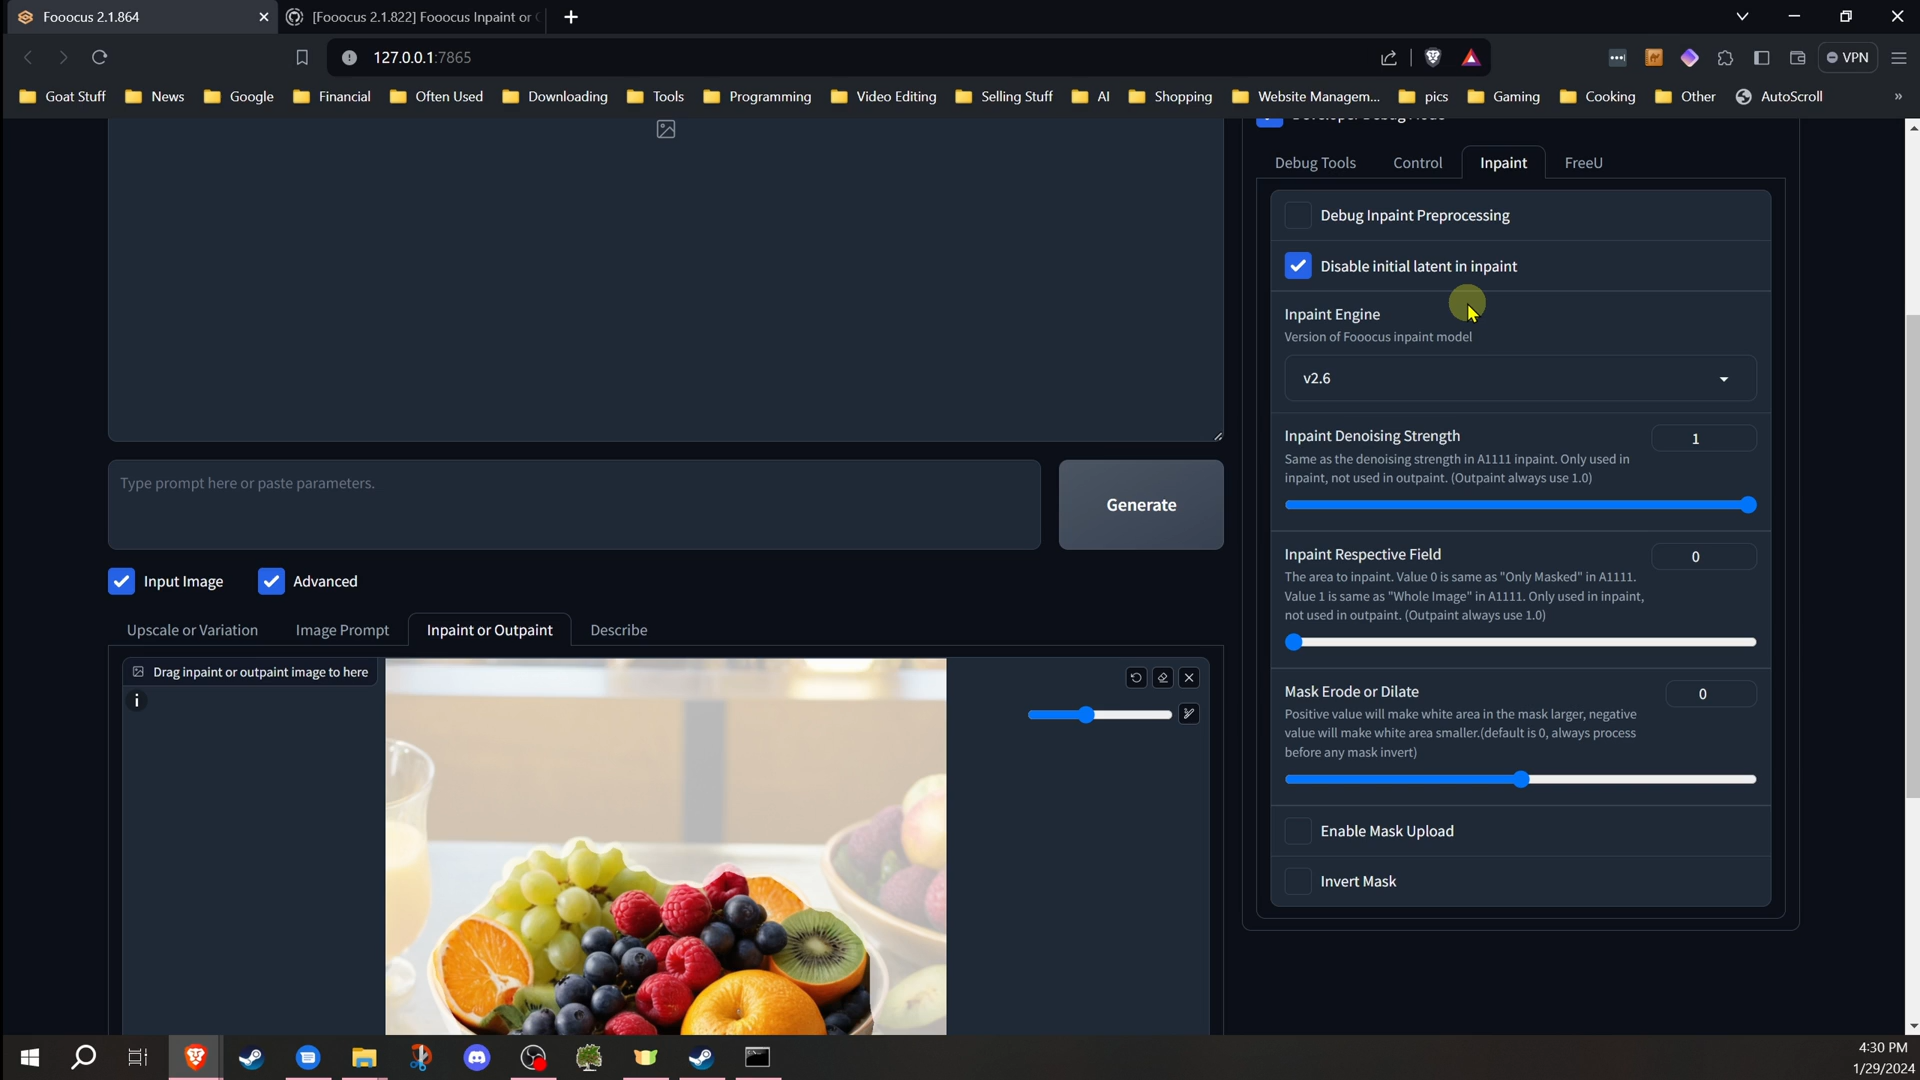 Fooocus 2.1.864
[Fooocus 2.1.822] Fooocus Inpaint or
127.0.0.1:7865
VPN
Goat Stuff
News
Google
Financial
Often Used
Downloading
Tools
Programming
Video Editing
Selling Stuff
AI
Shopping
Website Managem...
pics
Gaming
Cooking
Other
AutoScroll
»
Debug Tools
Control
Inpaint
FreeU
Debug Inpaint Preprocessing
Disable initial latent in inpaint
Inpaint Engine
Version of Fooocus inpaint model
v2.6
Inpaint Denoising Strength
1
Same as the denoising strength in A1111 inpaint. Only used in
inpaint, not used in outpaint. (Outpaint always use 1.0)
Inpaint Respective Field
0
The area to inpaint. Value 0 is same as "Only Masked" in A1111.
Value 1 is same as "Whole Image" in A1111. Only used in inpaint,
not used in outpaint. (Outpaint always use 1.0)
Mask Erode or Dilate
0
Positive value will make white area in the mask larger, negative
value will make white area smaller.(default is 0, always process
before any mask invert)
Enable Mask Upload
Invert Mask
Type prompt here or paste parameters.
Generate
Input Image
Advanced
Upscale or Variation
Image Prompt
Inpaint or Outpaint
Describe
Drag inpaint or outpaint image to here
i
4:30 PM
1/29/2024